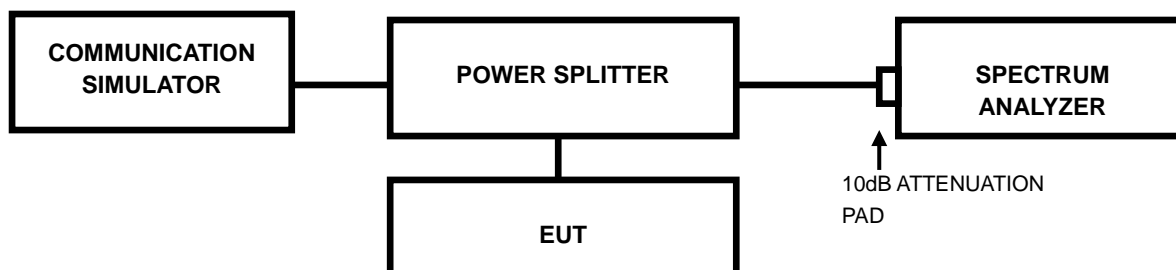 COMMUNICATION
SIMULATOR
POWER SPLITTER
SPECTRUM
ANALYZER
10dB ATTENUATION
PAD
EUT